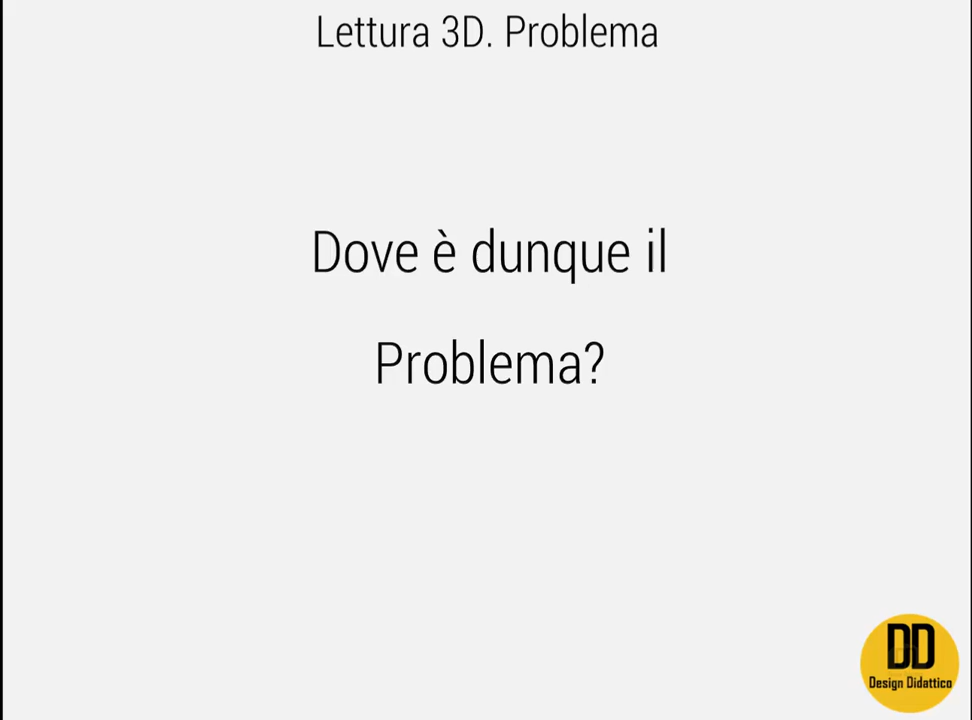 Lettura 3D. Problema
Dove è dunque il
Problema?
DD
Design Didattico